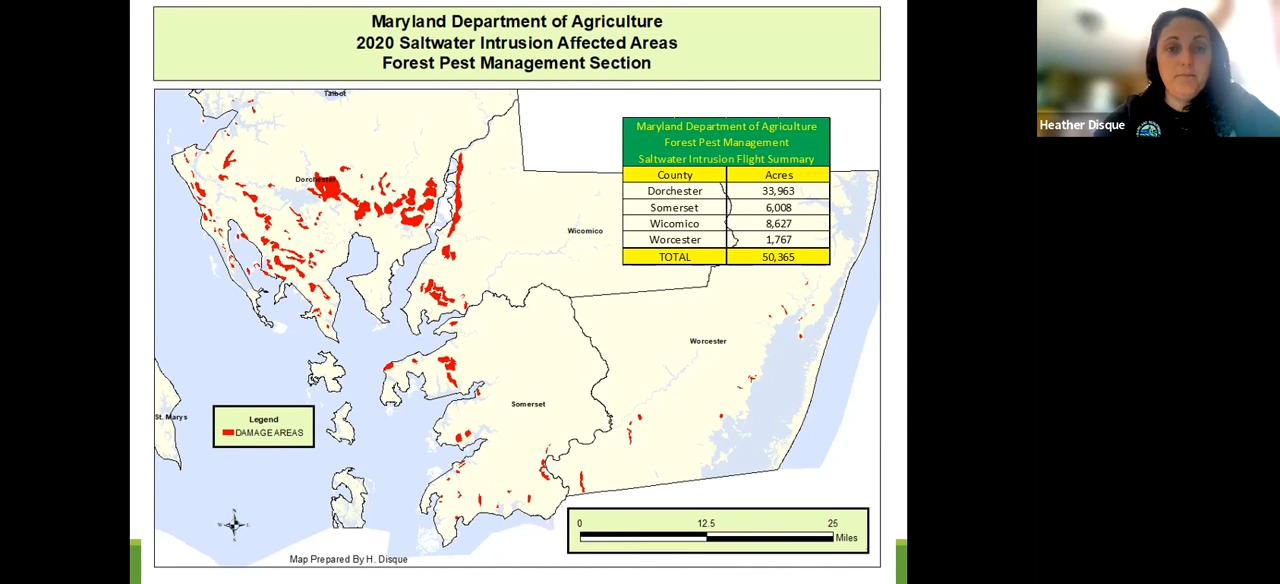 Maryland Department of Agriculture
2020 Saltwater Intrusion Affected Areas
Forest Pest Management Section
Talbot
Dorchester
Wicomico
Worcester
Somerset
St. Marys
Maryland Department of Agriculture
Forest Pest Management
Saltwater Intrusion Flight Summary
County Acres
Dorchester 33,963
Somerset 6,008
Wicomico 8,627
Worcester 1,767
TOTAL 50,365
Legend
DAMAGE AREAS
N
0 12.5 25
Miles
Map Prepared By H. Disque
Heather Disque